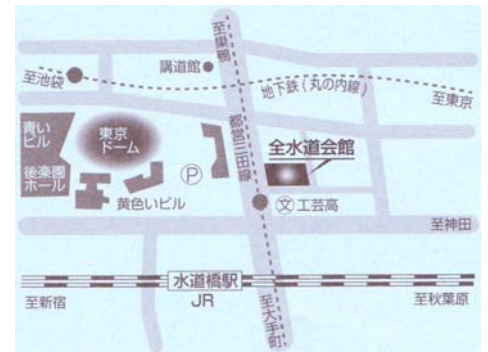 至巣鴨
講道館
至池袋
地下鉄(丸の内線)
至東京
青い
ビル
東京
ドーム
都営三田線
全水道会館
後楽園
ホール
P
黄色いビル
文 工芸高
至神田
水道橋駅
JR
至新宿
至大手町
至秋葉原